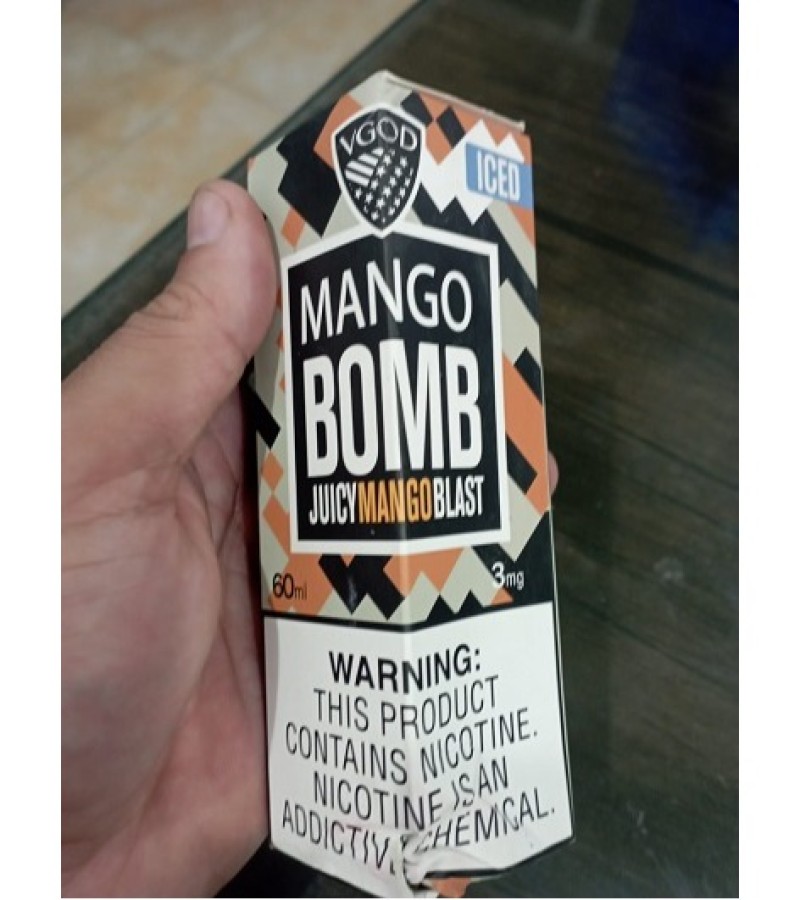 VGOD
ICED
MANGO
BOMB
JUICYMANGOBLAST
60ml
3mg
WARNING:
THIS PRODUCT
CONTAINS NICOTINE.
NICOTINE IS AN
ADDICTIVE CHEMICAL.